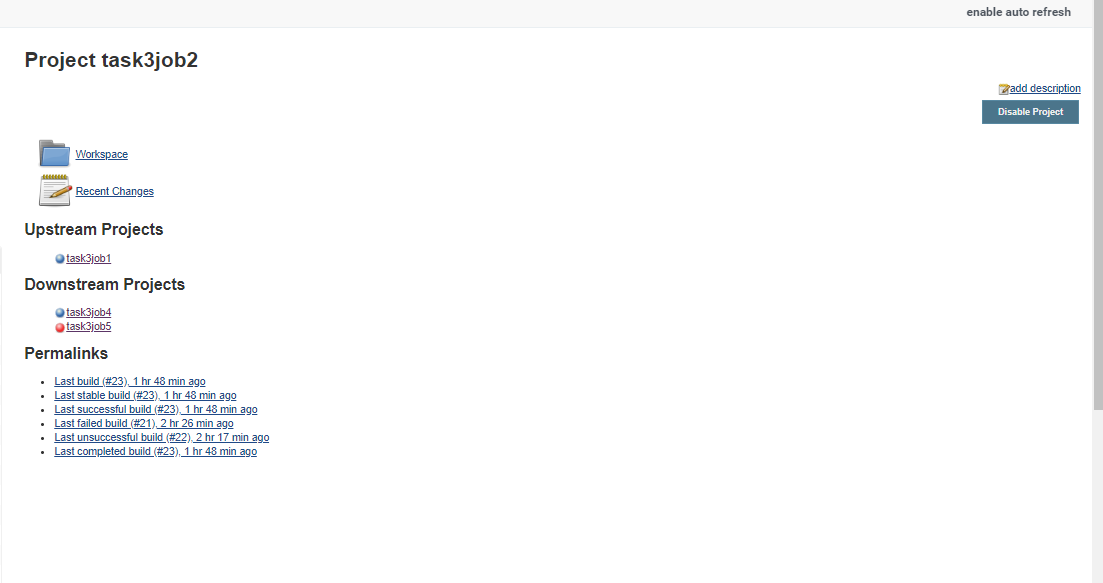 enable auto refresh
Project task3job2
add description
Disable Project
Workspace
Recent Changes
Upstream Projects
task3job1
Downstream Projects
task3job4
task3job5
Permalinks
Last build (#23), 1 hr 48 min ago
Last stable build (#23), 1 hr 48 min ago
Last successful build (#23), 1 hr 48 min ago
Last failed build (#21), 2 hr 26 min ago
Last unsuccessful build (#22), 2 hr 17 min ago
Last completed build (#23), 1 hr 48 min ago